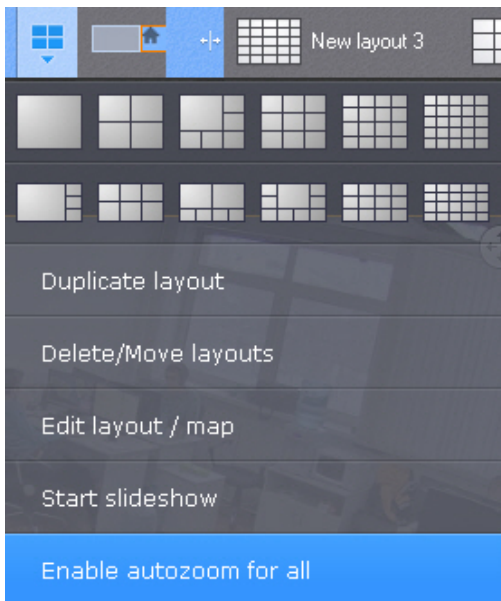 New layout 3
Duplicate layout
Delete/Move layouts
Edit layout / map
Start slideshow
Enable autozoom for all